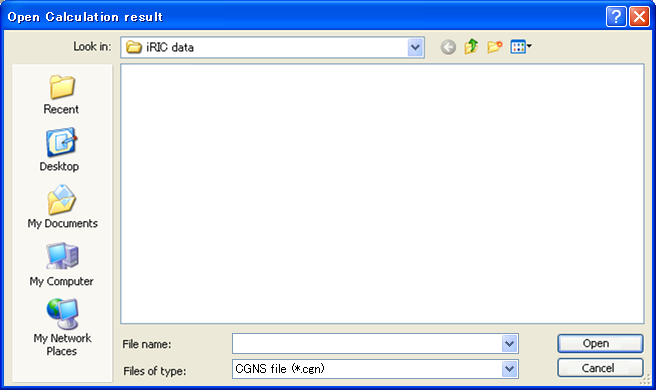 Open Calculation result
?
Look in:
iRIC data
Recent
Desktop
My Documents
My Computer
My Network
Places
File name:
Open
Files of type:
CGNS file (*.cgn)
Cancel